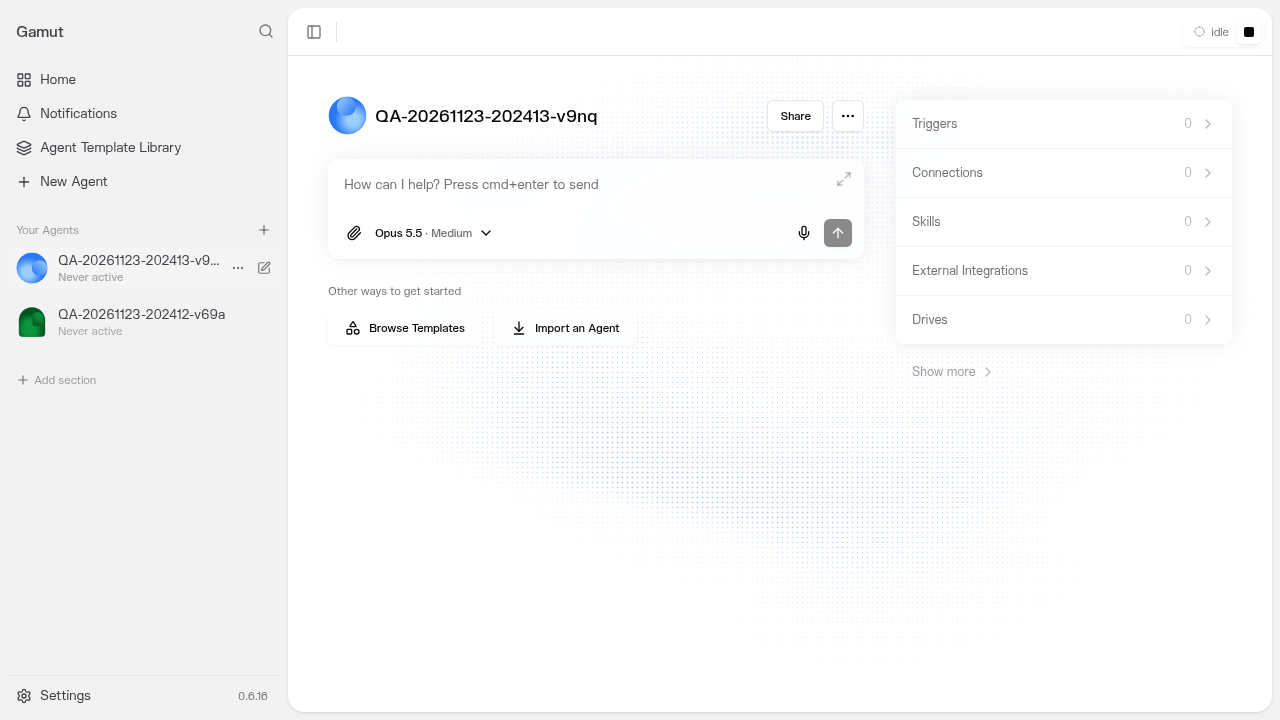 Gamut
Home
Notifications
Agent Template Library
New Agent
Your Agents
QA-20261123-202413-v9...
Never active
QA-20261123-202412-v69a
Never active
Add section
Settings
0.6.16
idle
QA-20261123-202413-v9nq
Share
How can I help? Press cmd+enter to send
Opus 5.5 · Medium
Other ways to get started
Browse Templates
Import an Agent
Triggers 0
Connections 0
Skills 0
External Integrations 0
Drives 0
Show more